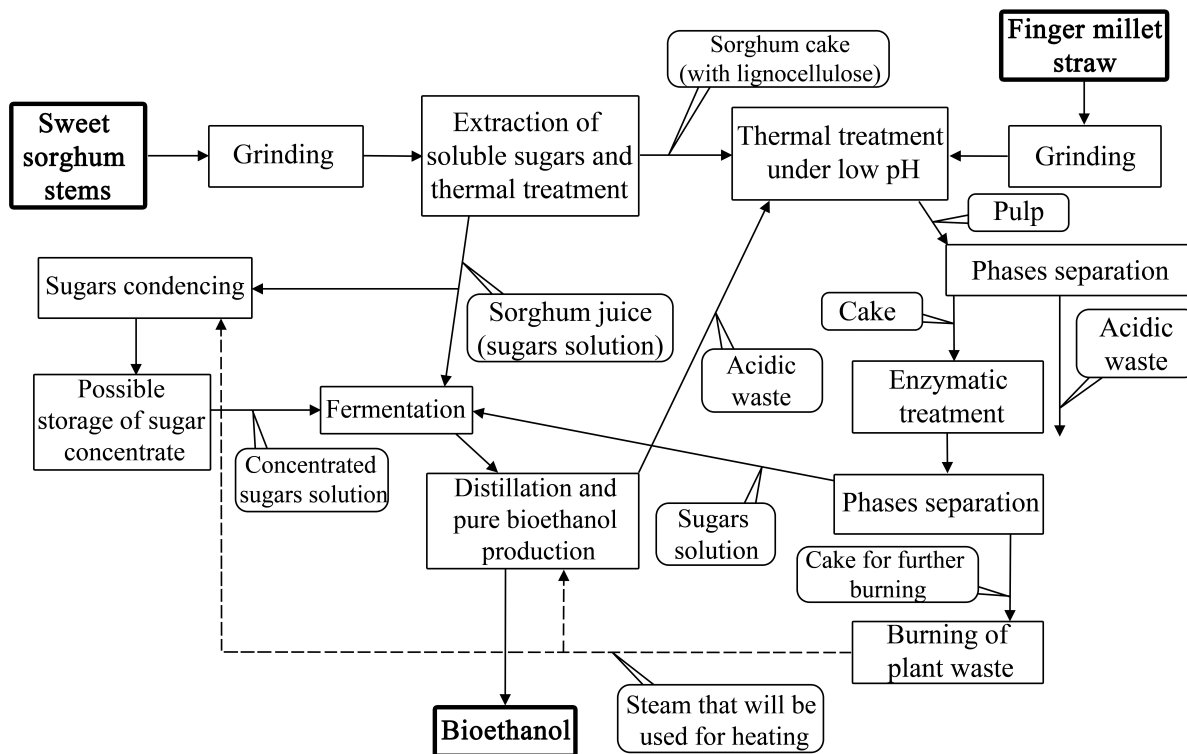 Sorghum cake
(with lignocellulose)
Finger millet
straw
Sweet
sorghum
stems
Grinding
Extraction of
soluble sugars and
thermal treatment
Thermal treatment
under low pH
Grinding
Pulp
Phases separation
Sugars condencing
Sorghum juice
(sugars solution)
Cake
Acidic
waste
Acidic
waste
Possible
storage of sugar
concentrate
Fermentation
Enzymatic
treatment
Concentrated
sugars solution
Distillation and
pure bioethanol
production
Sugars
solution
Phases separation
Cake for further
burning
Burning of
plant waste
Bioethanol
Steam that will be
used for heating